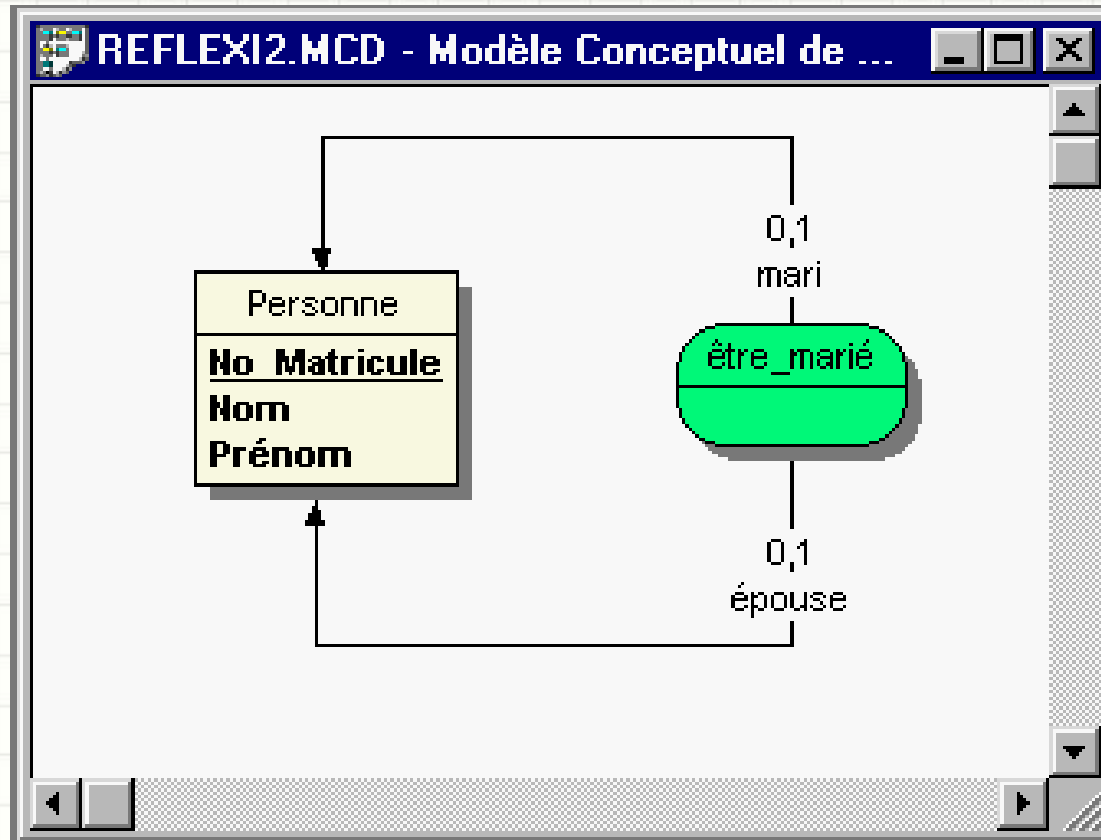 REFLEXI2.MCD - Modèle Conceptuel de ...
0,1
mari
Personne
No_Matricule
Nom
Prénom
être_marié
0,1
épouse